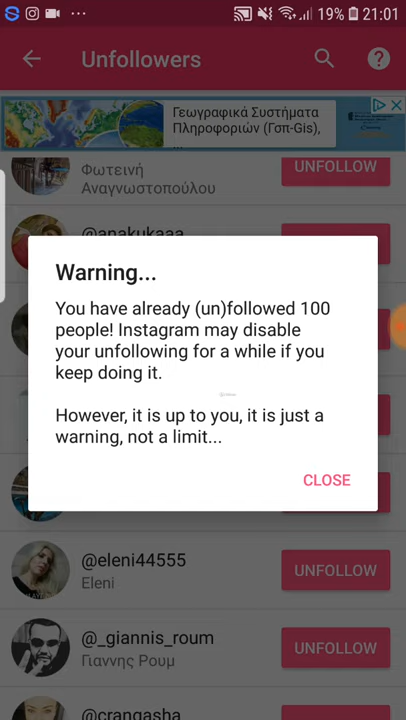 19% 21:01
Unfollowers
Γεωγραφικά Συστήματα
Πληροφοριών (Γσπ-Gis),
...
Φωτεινή
Αναγνωστοπούλου
UNFOLLOW
@anakukaaa
Warning...
You have already (un)followed 100
people! Instagram may disable
your unfollowing for a while if you
keep doing it.
However, it is up to you, it is just a
warning, not a limit...
CLOSE
@eleni44555
Eleni
UNFOLLOW
@_giannis_roum
Γιαννης Ρουμ
UNFOLLOW
@crangasha